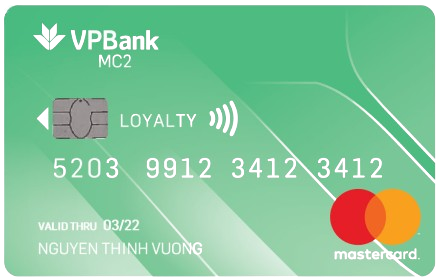 VPBank
MC2
LOYALTY
5203 9912 3412 3412
VALID THRU 03/22
NGUYEN THINH VUONG
mastercard.